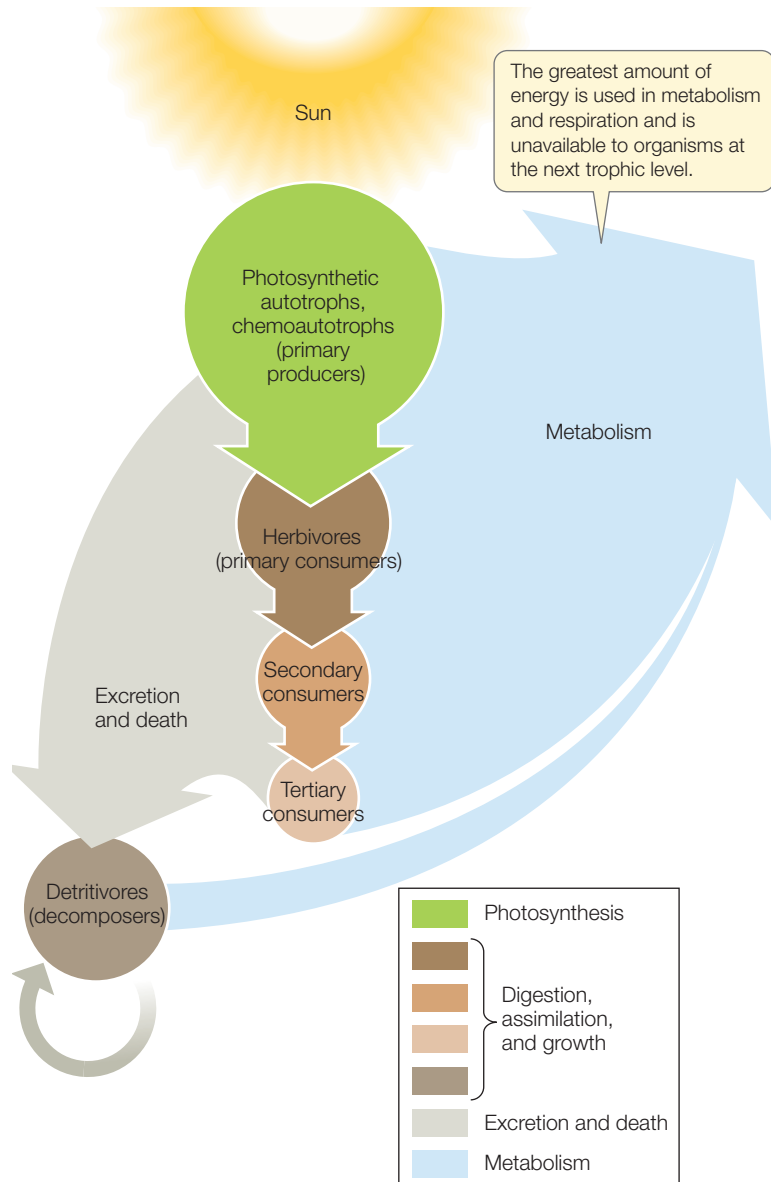 Sun
The greatest amount of
energy is used in metabolism
and respiration and is
unavailable to organisms at
the next trophic level.
Photosynthetic
autotrophs,
chemoautotrophs
(primary
producers)
Metabolism
Herbivores
(primary consumers)
Secondary
consumers
Excretion
and death
Tertiary
consumers
Detritivores
(decomposers)
Photosynthesis
Digestion,
assimilation,
and growth
Excretion and death
Metabolism